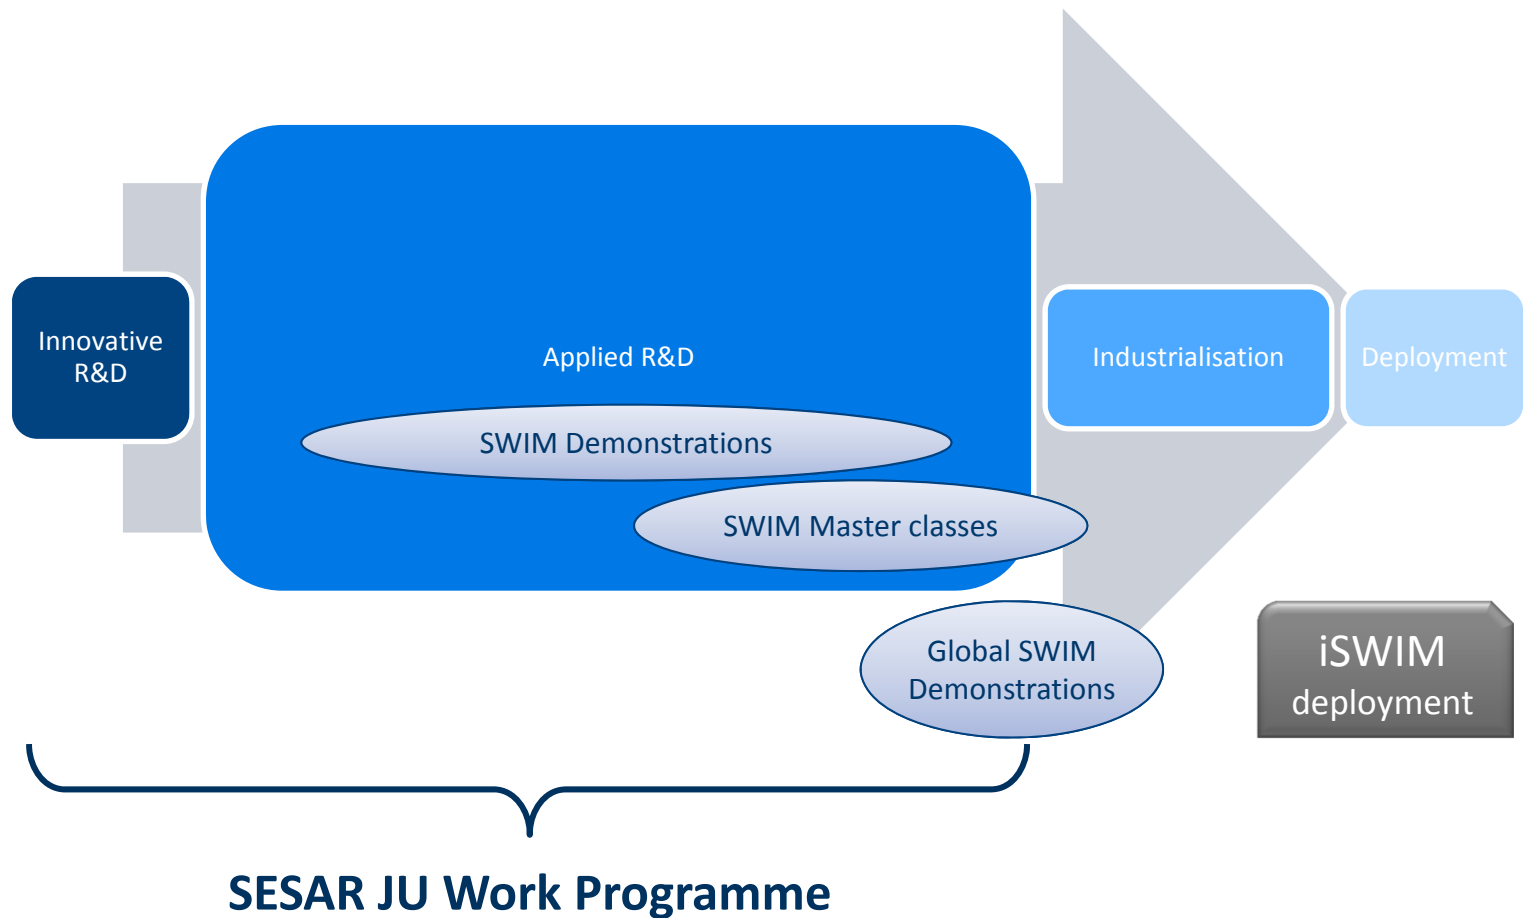 Innovative
R&D
Applied R&D
Industrialisation
Deployment
SWIM Demonstrations
SWIM Master classes
Global SWIM
Demonstrations
iSWIM
deployment
SESAR JU Work Programme